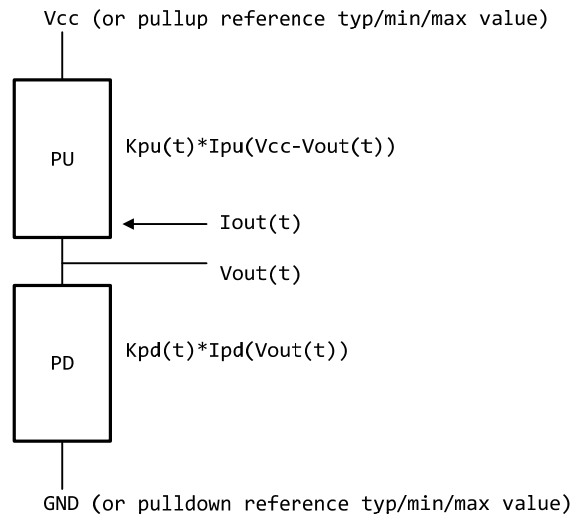 Vcc (or pullup reference typ/min/max value)
PU
Kpu(t)*Ipu(Vcc-Vout(t))
Iout(t)
Vout(t)
PD
Kpd(t)*Ipd(Vout(t))
GND (or pulldown reference typ/min/max value)